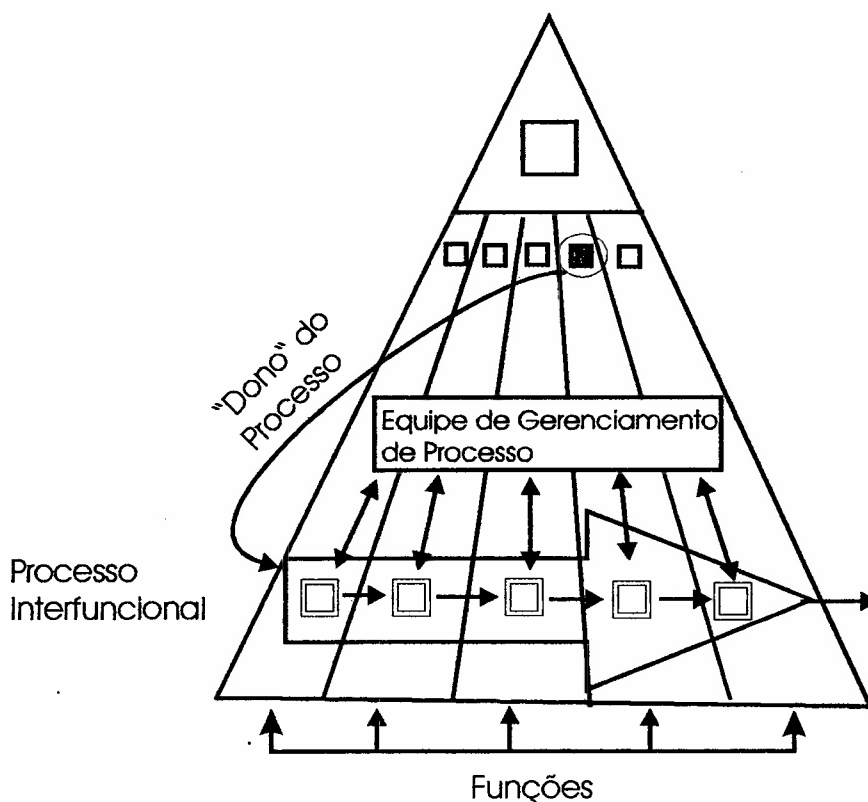 "Dono" do
Processo
Equipe de Gerenciamento
de Processo
Processo
Interfuncional
Funções